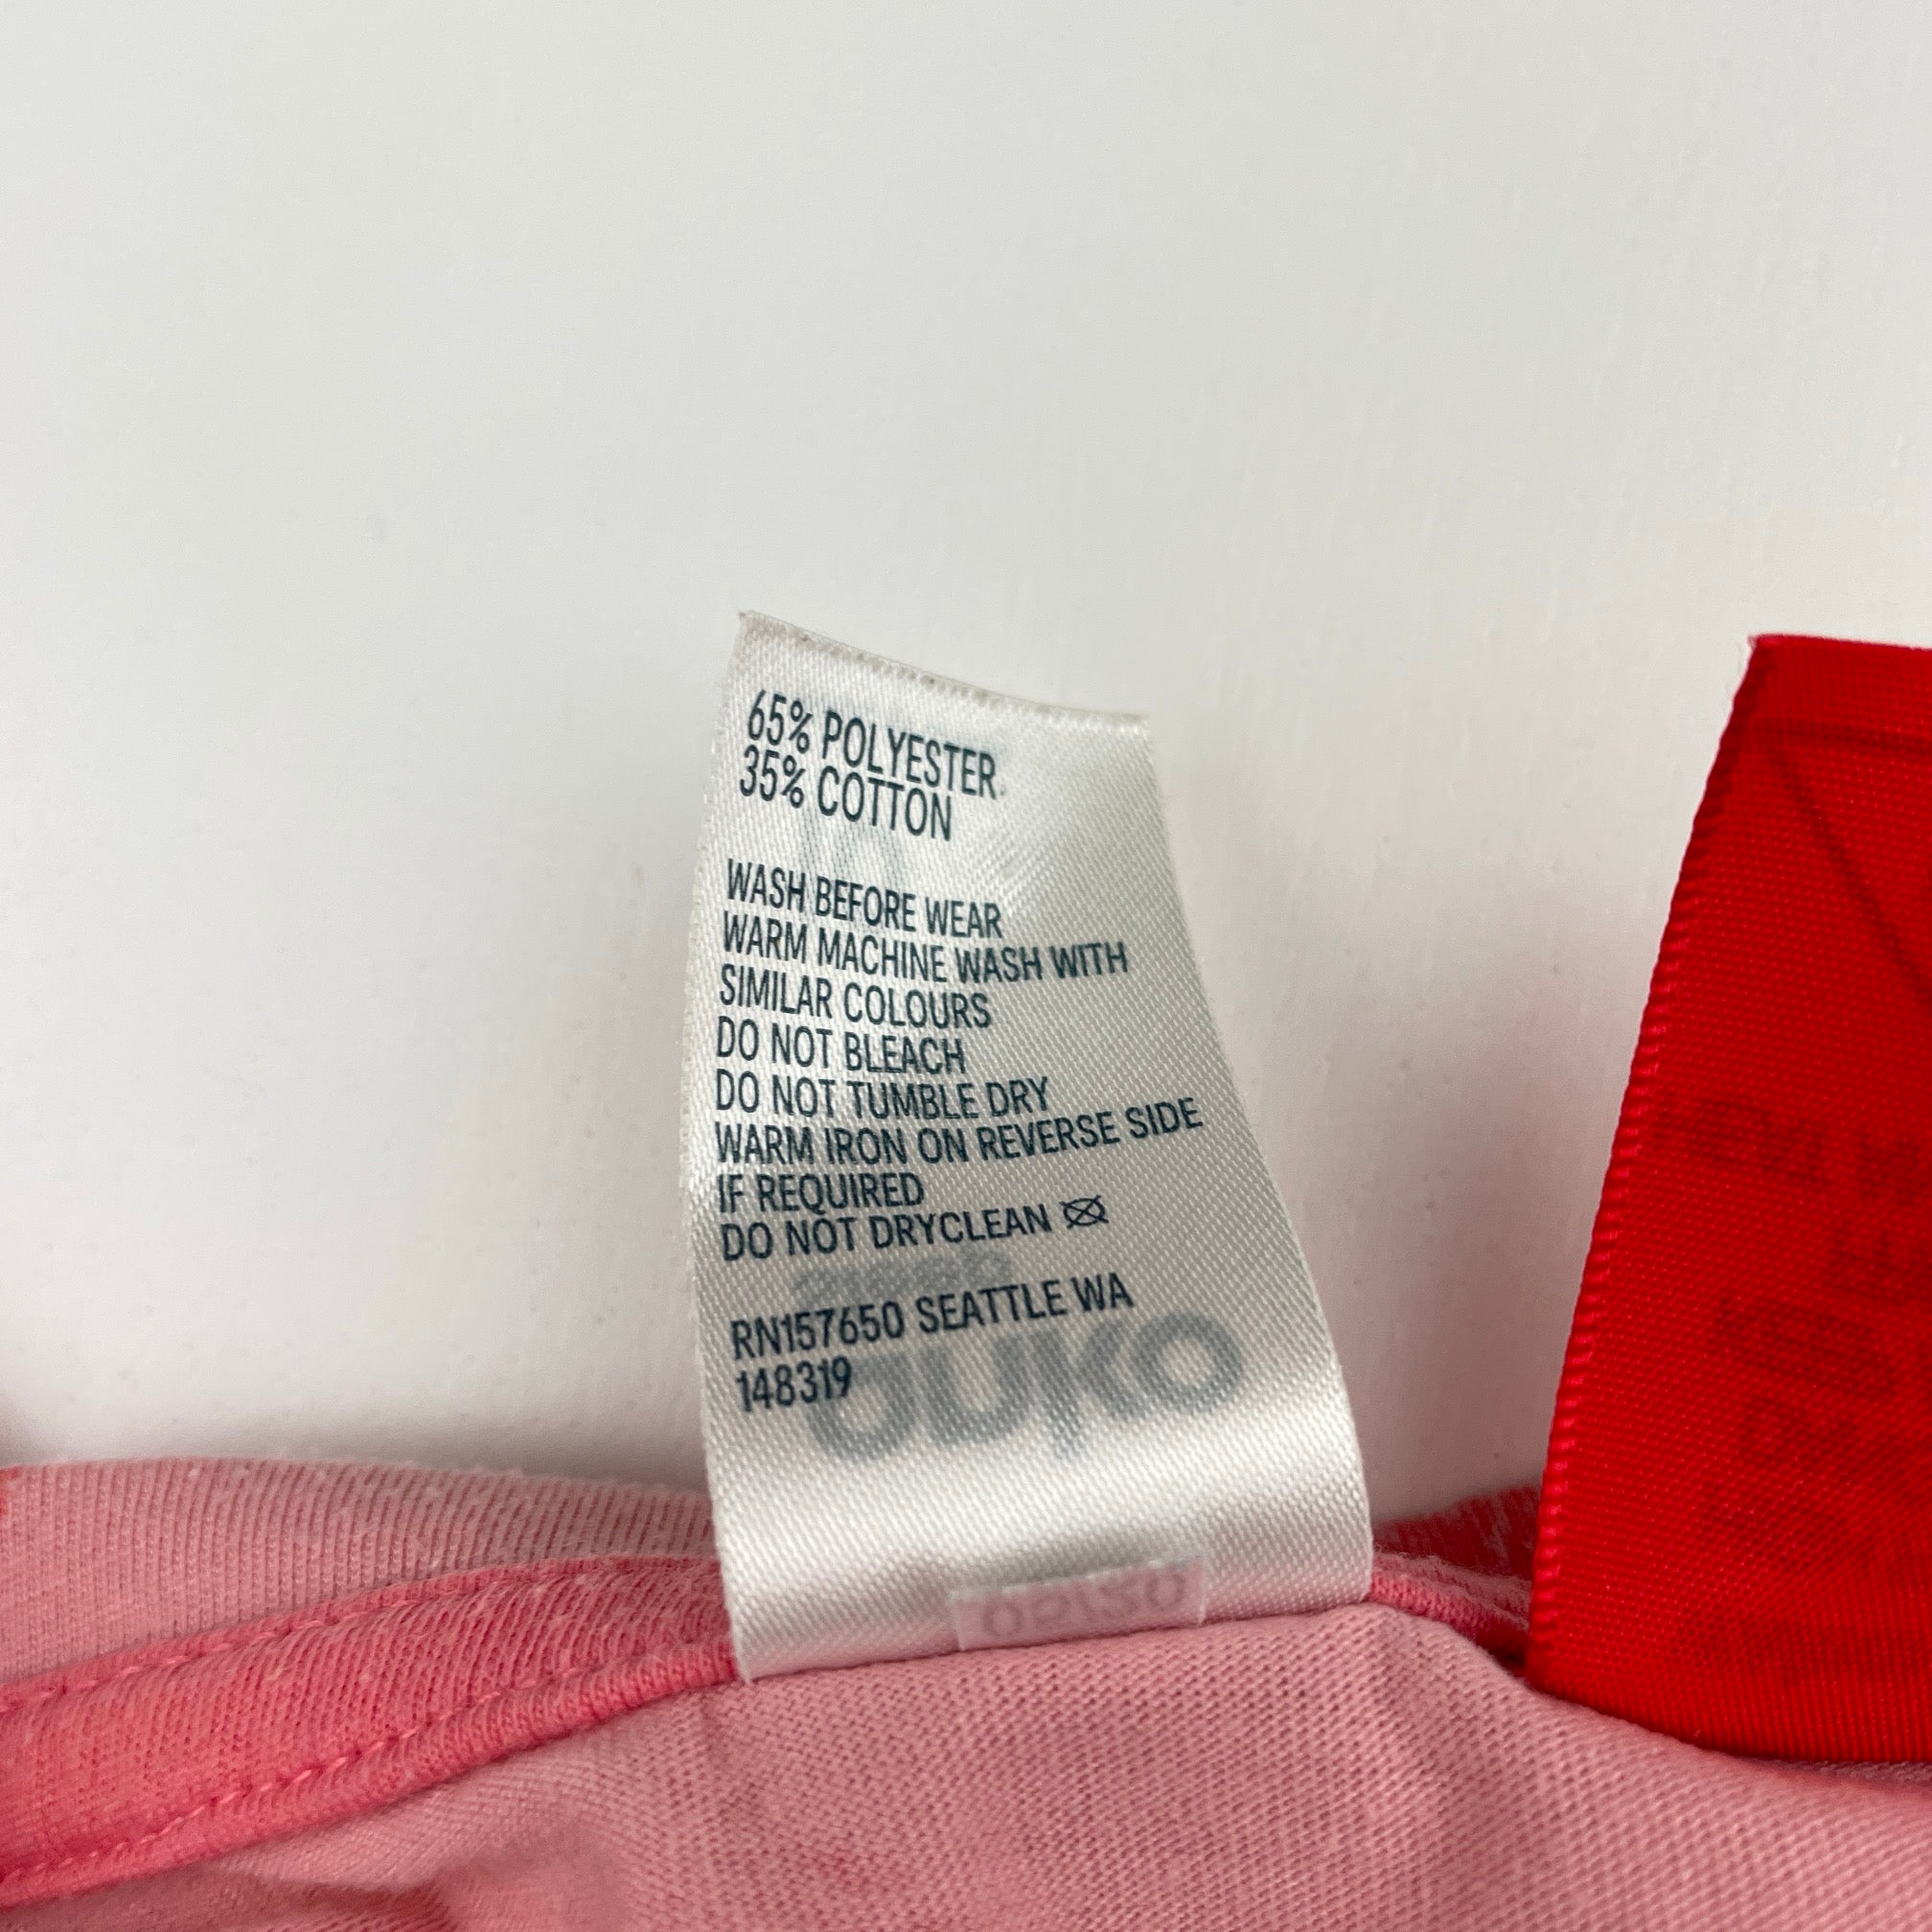 65% POLYESTER
35% COTTON
WASH BEFORE WEAR
WARM MACHINE WASH WITH
SIMILAR COLOURS
DO NOT BLEACH
DO NOT TUMBLE DRY
WARM IRON ON REVERSE SIDE
IF REQUIRED
DO NOT DRYCLEAN
RN157650 SEATTLE WA
148319